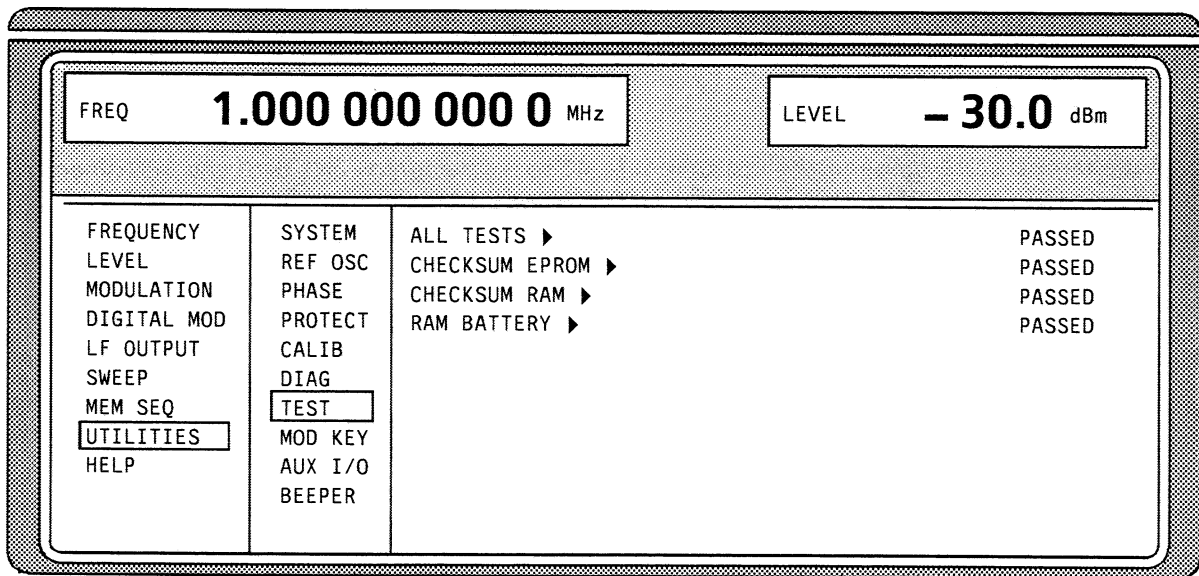 FREQ 1.000 000 000 0 MHz
LEVEL – 30.0 dBm
FREQUENCY
LEVEL
MODULATION
DIGITAL MOD
LF OUTPUT
SWEEP
MEM SEQ
UTILITIES
HELP
SYSTEM
REF OSC
PHASE
PROTECT
CALIB
DIAG
TEST
MOD KEY
AUX I/O
BEEPER
ALL TESTS ▶ PASSED
CHECKSUM EPROM ▶ PASSED
CHECKSUM RAM ▶ PASSED
RAM BATTERY ▶ PASSED